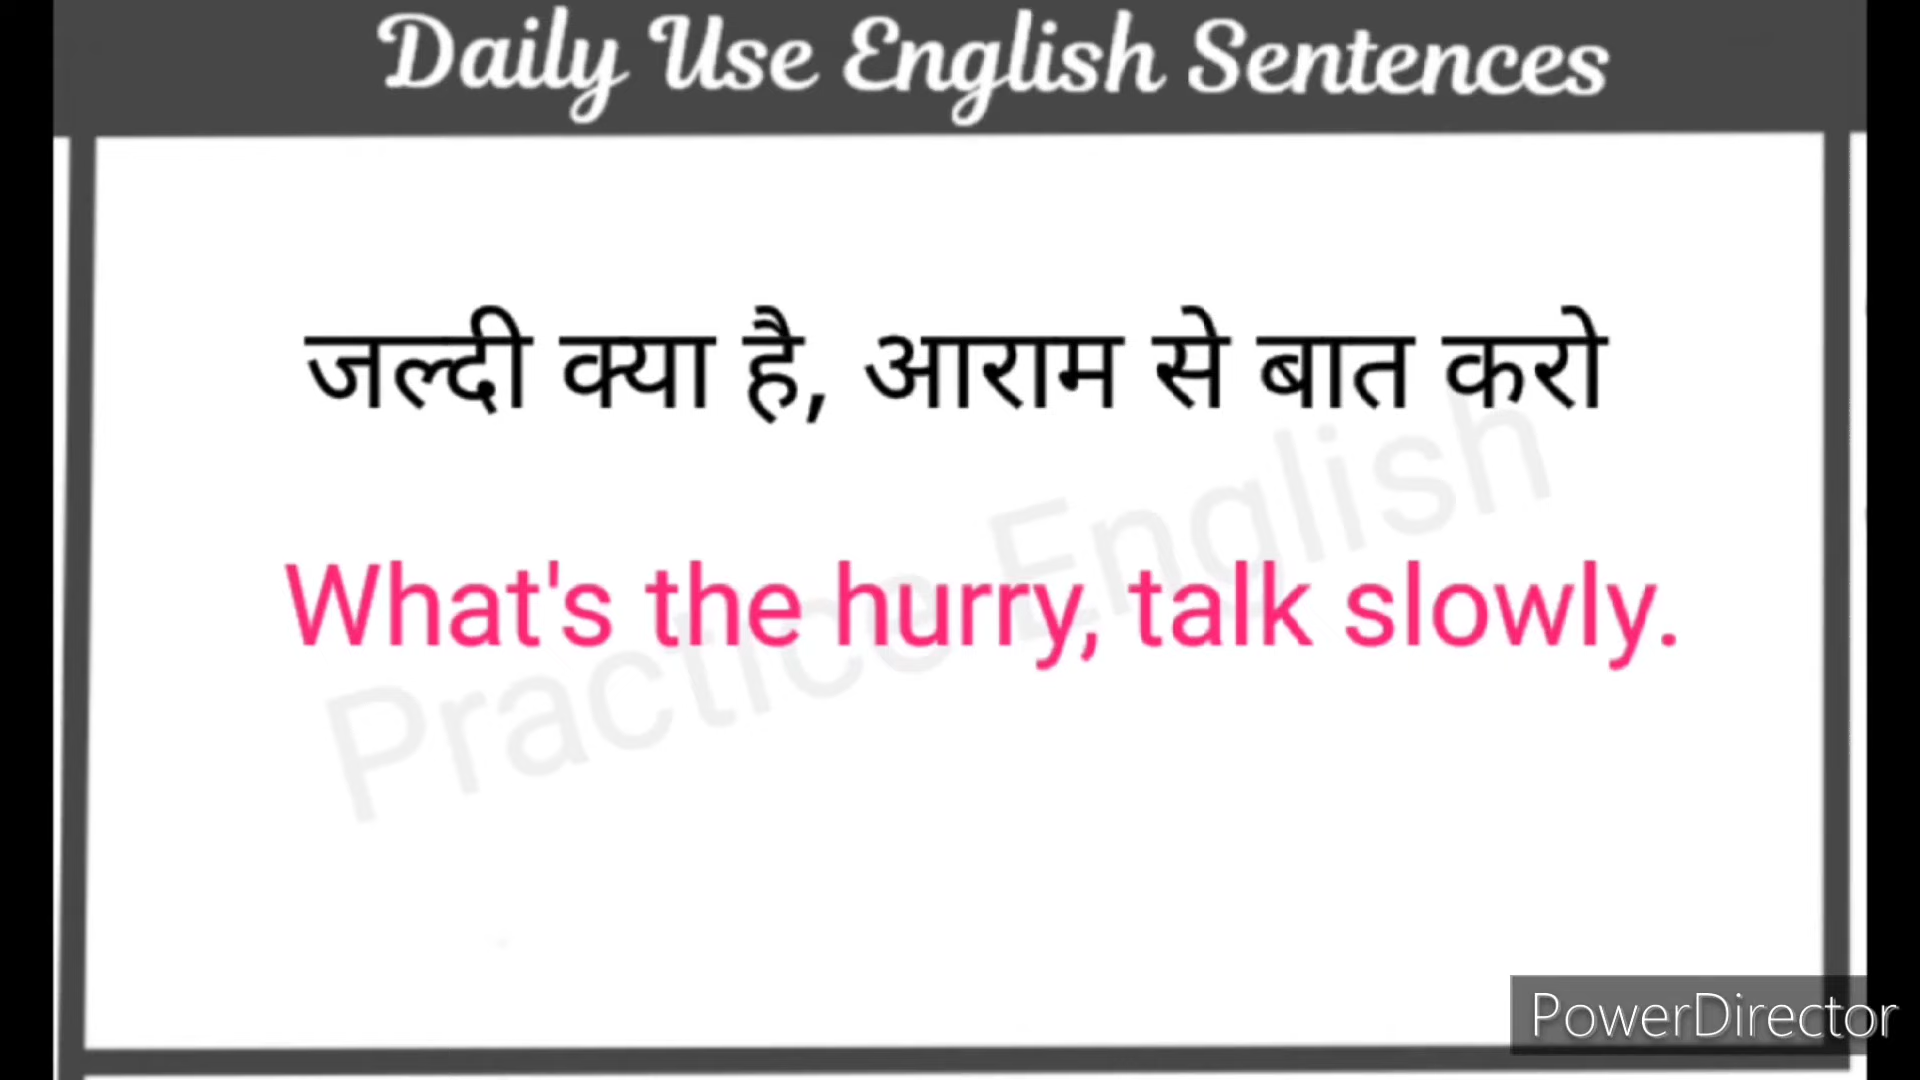 Daily Use English Sentences
जल्दी क्या है, आराम से बात करो
What's the hurry, talk slowly.
Practice English
PowerDirector